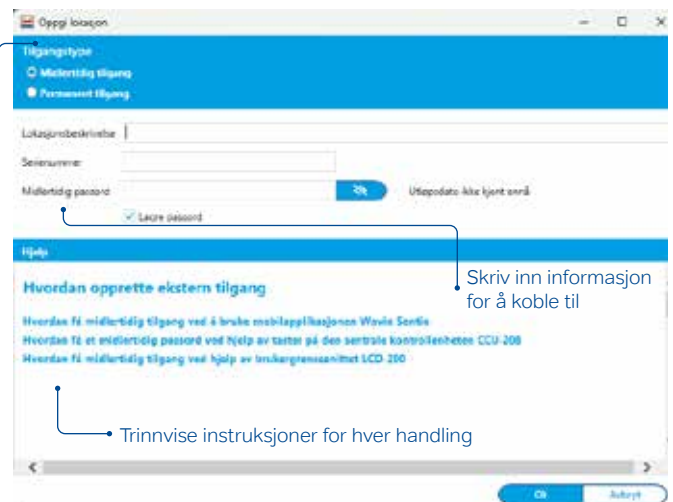 Oppgi lokasjon
Tilgangstype
Midlertidig tilgang
Permanent tilgang
Lokasjonsbeskrivelse
Serienummer
Midlertidig passord
Utløpsdato ikke kjent ennå
Lagre passord
Hjelp
Hvordan opprette ekstern tilgang
Skriv inn informasjon
for å koble til
Hvordan få midlertidig tilgang ved å bruke mobilapplikasjonen Wavin Sentio
Hvordan få et midlertidig passord ved hjelp av taster på den sentrale kontrollenheten CCU-208
Hvordan få midlertidig tilgang ved hjelp av brukergrensesnittet LCD-200
Trinnvise instruksjoner for hver handling
Ok
Avbryt